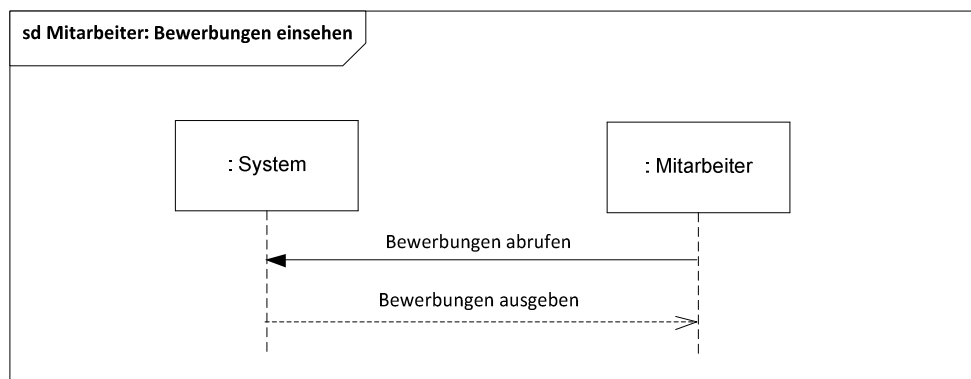 sd Mitarbeiter: Bewerbungen einsehen
: System
: Mitarbeiter
Bewerbungen abrufen
Bewerbungen ausgeben